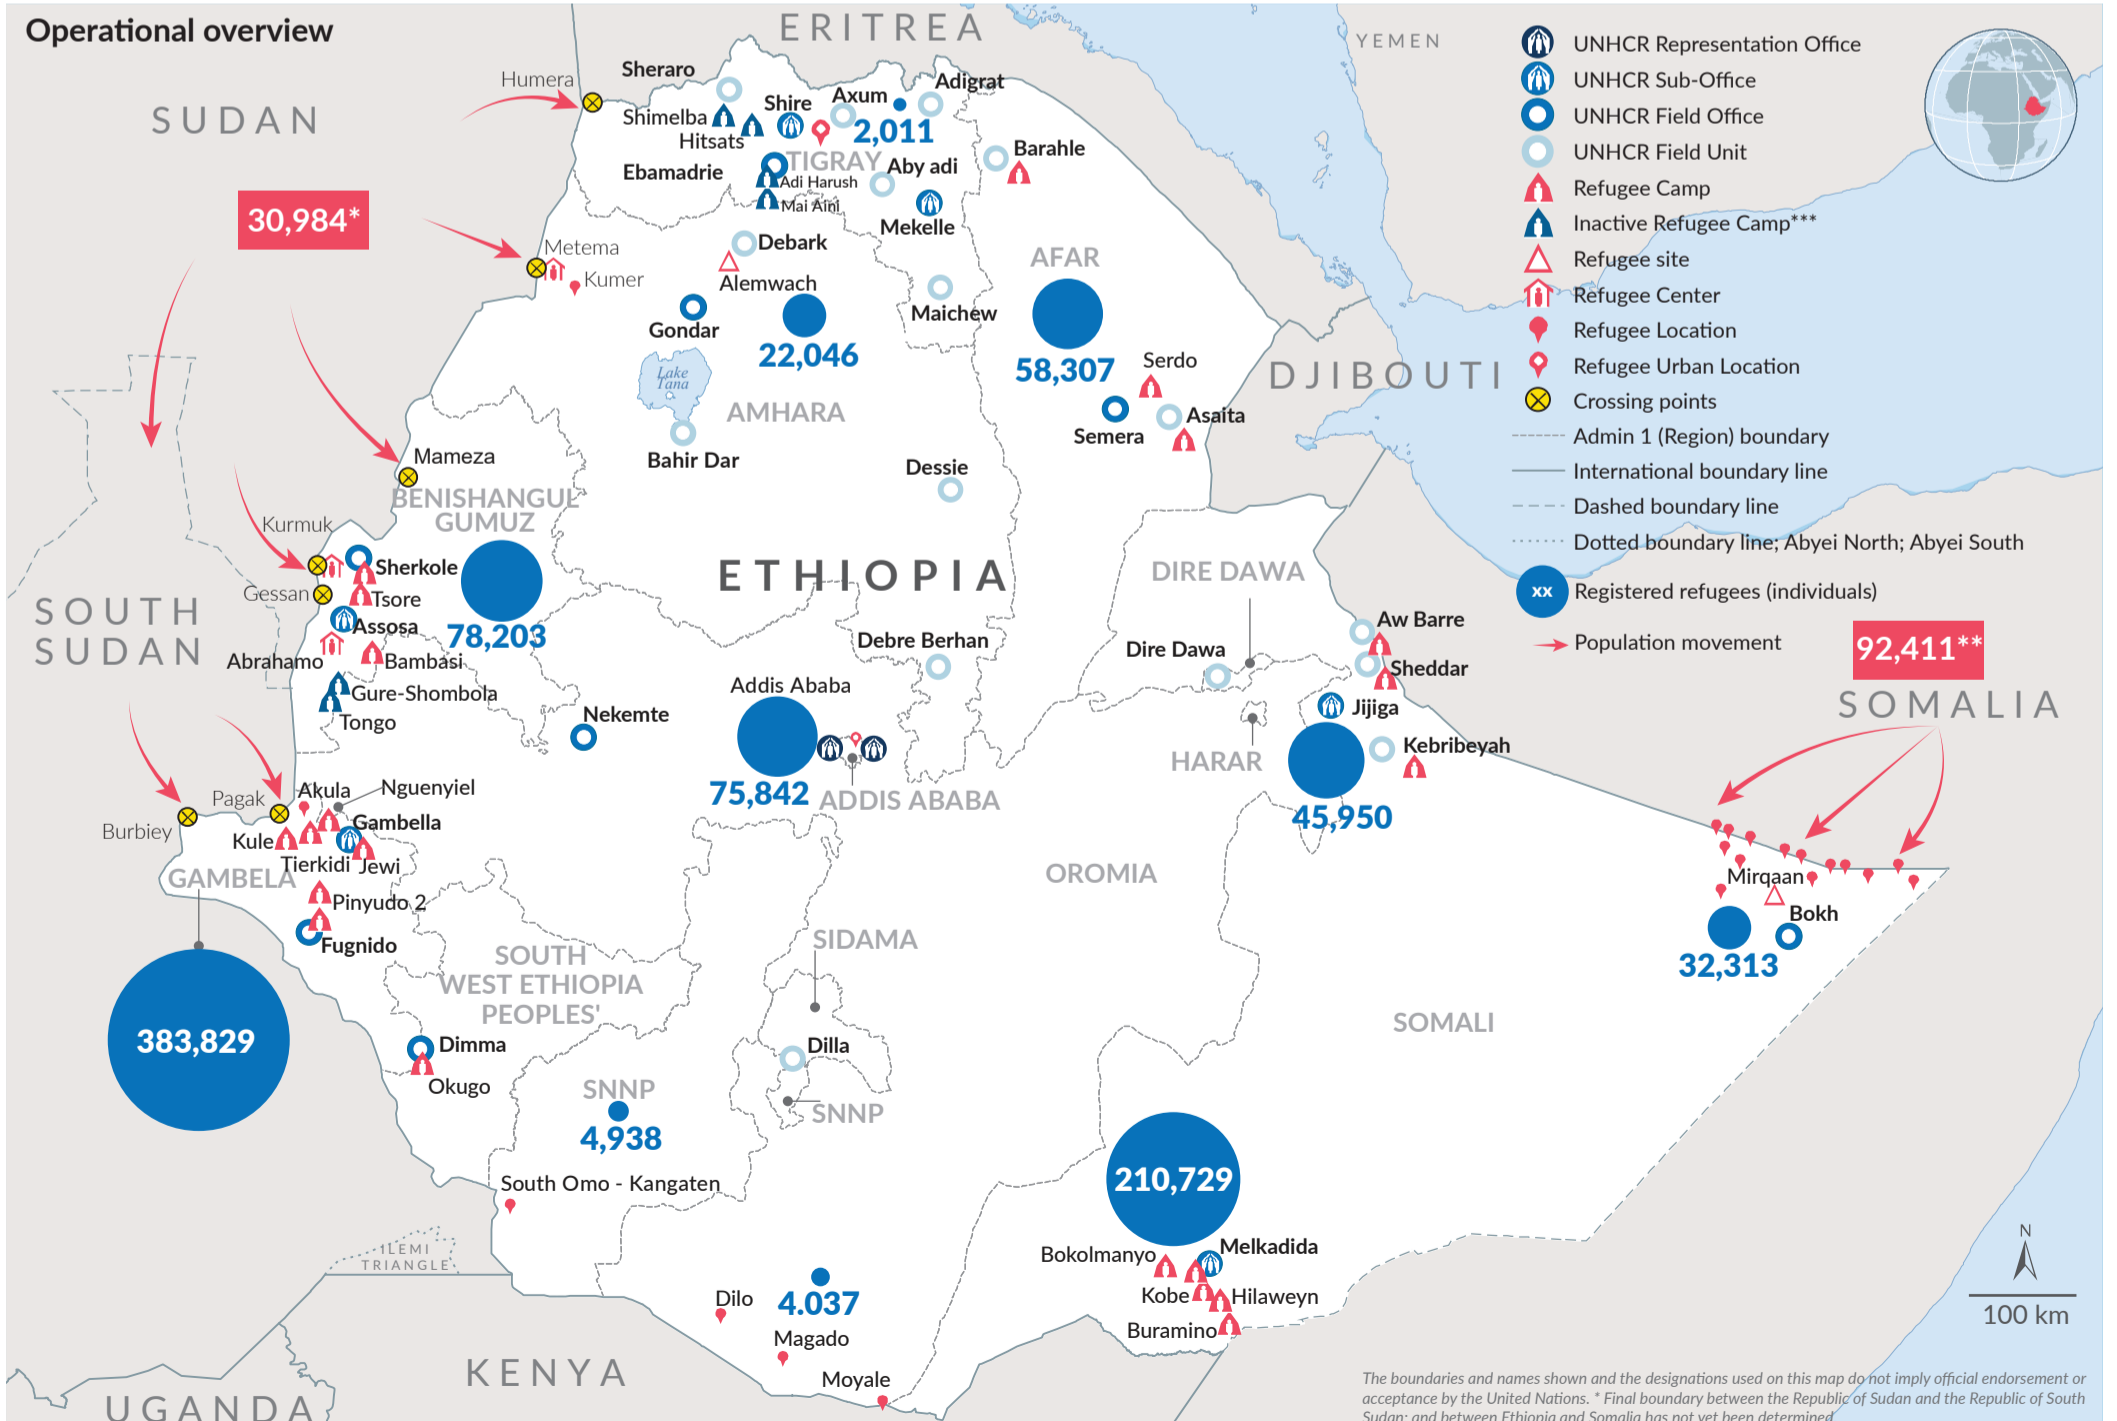 Operational overview
ERITREA
YEMEN
SUDAN
Humera
Sheraro
Shimelba
Hitsats
Shire
Axum
Adigrat
2,011
TIGRAY
Ebamadrie
Adi Harush
Mai Aini
Aby adi
Mekelle
Barahle
30,984*
Metema
Kumer
Debark
Alemwach
Gondar
22,046
Maichew
AFAR
58,307
Serdo
Semera
Asaita
DJIBOUTI
Lake
Tana
AMHARA
Bahir Dar
Dessie
Mameza
BENISHANGUL
GUMUZ
Kurmuk
Sherkole
Gessan
Tsore
Assosa
78,203
Abrahamo
Bambasi
Gure-Shombola
Tongo
SOUTH
SUDAN
ETHIOPIA
DIRE DAWA
Debre Berhan
Dire Dawa
Aw Barre
Sheddar
Jijiga
Kebribeyah
HARAR
45,950
Addis Ababa
75,842
ADDIS ABABA
Nekemte
Pagak
Burbiey
Akula
Nguenyiel
Kule
Gambella
Tierkidi
Jewi
GAMBELA
Pinyudo 2
Fugnido
383,829
SOUTH
WEST ETHIOPIA
PEOPLES'
SIDAMA
OROMIA
SOMALI
Mirqaan
Bokh
32,313
Dimma
Okugo
Dilla
SNNP
4,938
SNNP
South Omo - Kangaten
210,729
Bokolmanyo
Melkadida
Kobe
Hilaweyn
Buramino
ILEMI
TRIANGLE
Dilo
4.037
Magado
Moyale
KENYA
UGANDA
UNHCR Representation Office
UNHCR Sub-Office
UNHCR Field Office
UNHCR Field Unit
Refugee Camp
Inactive Refugee Camp***
Refugee site
Refugee Center
Refugee Location
Refugee Urban Location
Crossing points
Admin 1 (Region) boundary
International boundary line
Dashed boundary line
Dotted boundary line; Abyei North; Abyei South
xx Registered refugees (individuals)
Population movement
92,411**
SOMALIA
N
100 km
The boundaries and names shown and the designations used on this map do not imply official endorsement or
acceptance by the United Nations. * Final boundary between the Republic of Sudan and the Republic of South
Sudan; and between Ethiopia and Somalia has not yet been determined